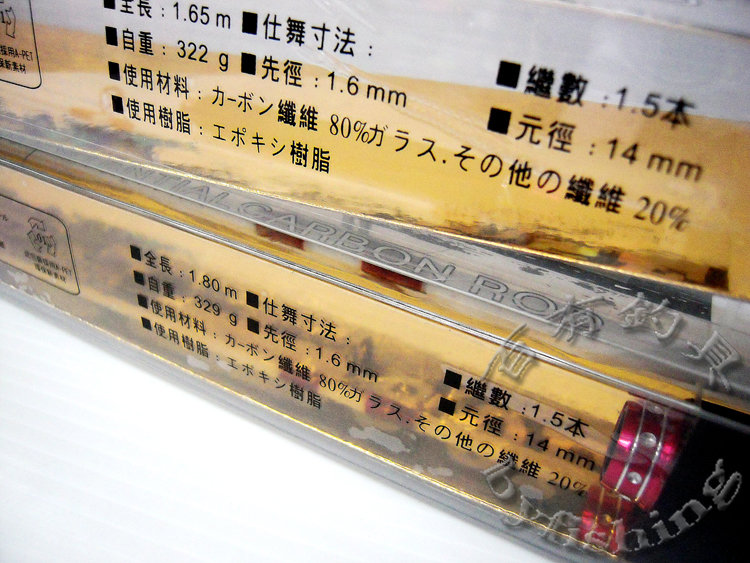 ■全長：1.65 m ■仕舞寸法：
■自重：322 g ■先徑：1.6 mm ■繼數：1.5本
■使用材料：カーボン纖維 80%ガラス.その他の纖維 20%
■使用樹脂：エポキシ樹脂 ■元徑：14 mm
CARBON ROD
■全長：1.80 m ■仕舞寸法：
■自重：329 g ■先徑：1.6 mm ■繼數：1.5本
■使用材料：カーボン纖維 80%ガラス.その他の纖維 20%
■使用樹脂：エポキシ樹脂 ■元徑：14 mm
釣具
byfishing